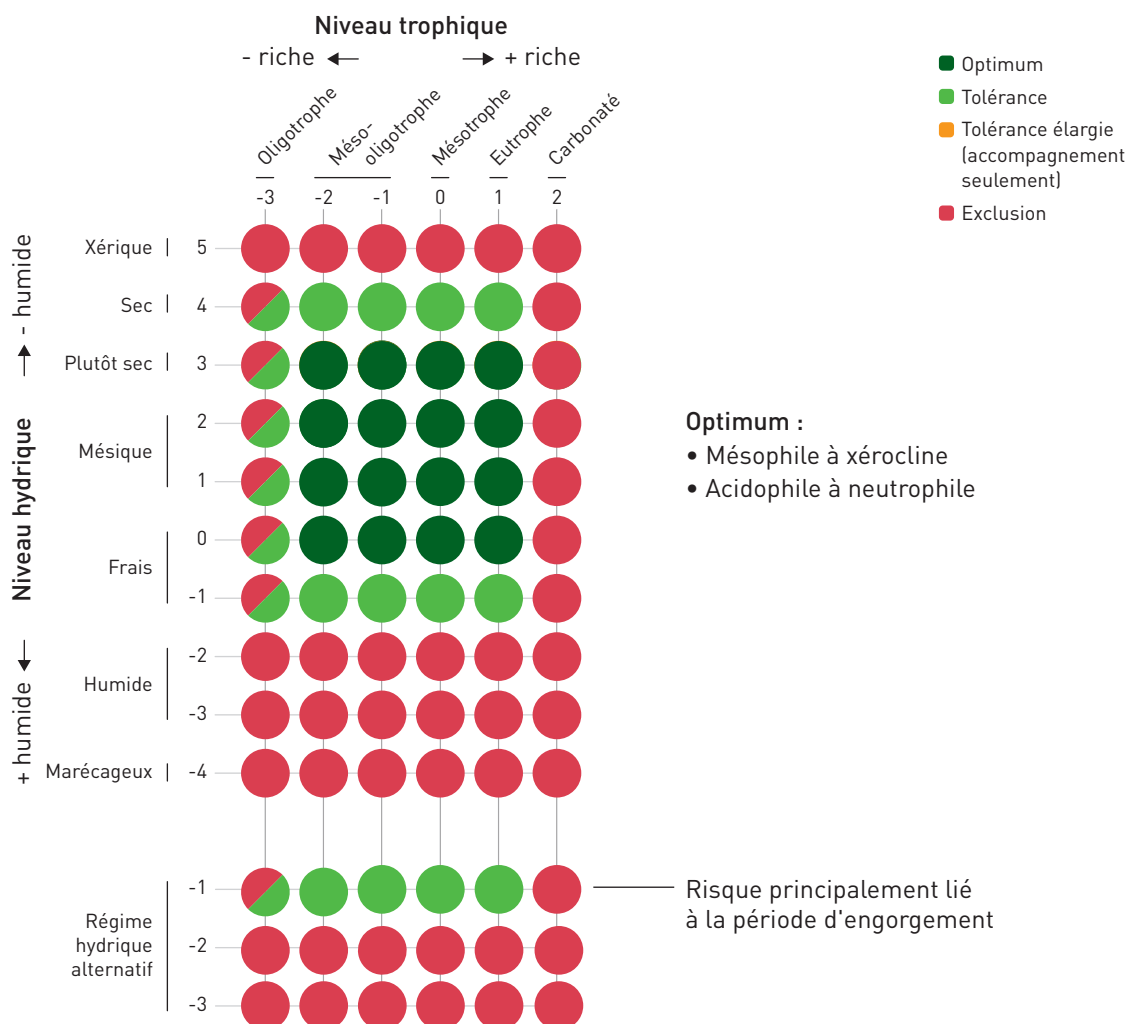 Niveau trophique
- riche
+ riche
Oligotrophe
Méso-
oligotrophe
Mésotrophe
Eutrophe
Carbonaté
-3 -2 -1 0 1 2
Optimum
Tolérance
Tolérance élargie
(accompagnement
seulement)
Exclusion
Niveau hydrique
- humide
+ humide
Xérique 5
Sec 4
Plutôt sec 3
2
Mésique
1
0
Frais
-1
-2
Humide
-3
Marécageux -4
Optimum :
• Mésophile à xérocline
• Acidophile à neutrophile
-1
Régime
hydrique
alternatif
-2
-3
Risque principalement lié
à la période d'engorgement